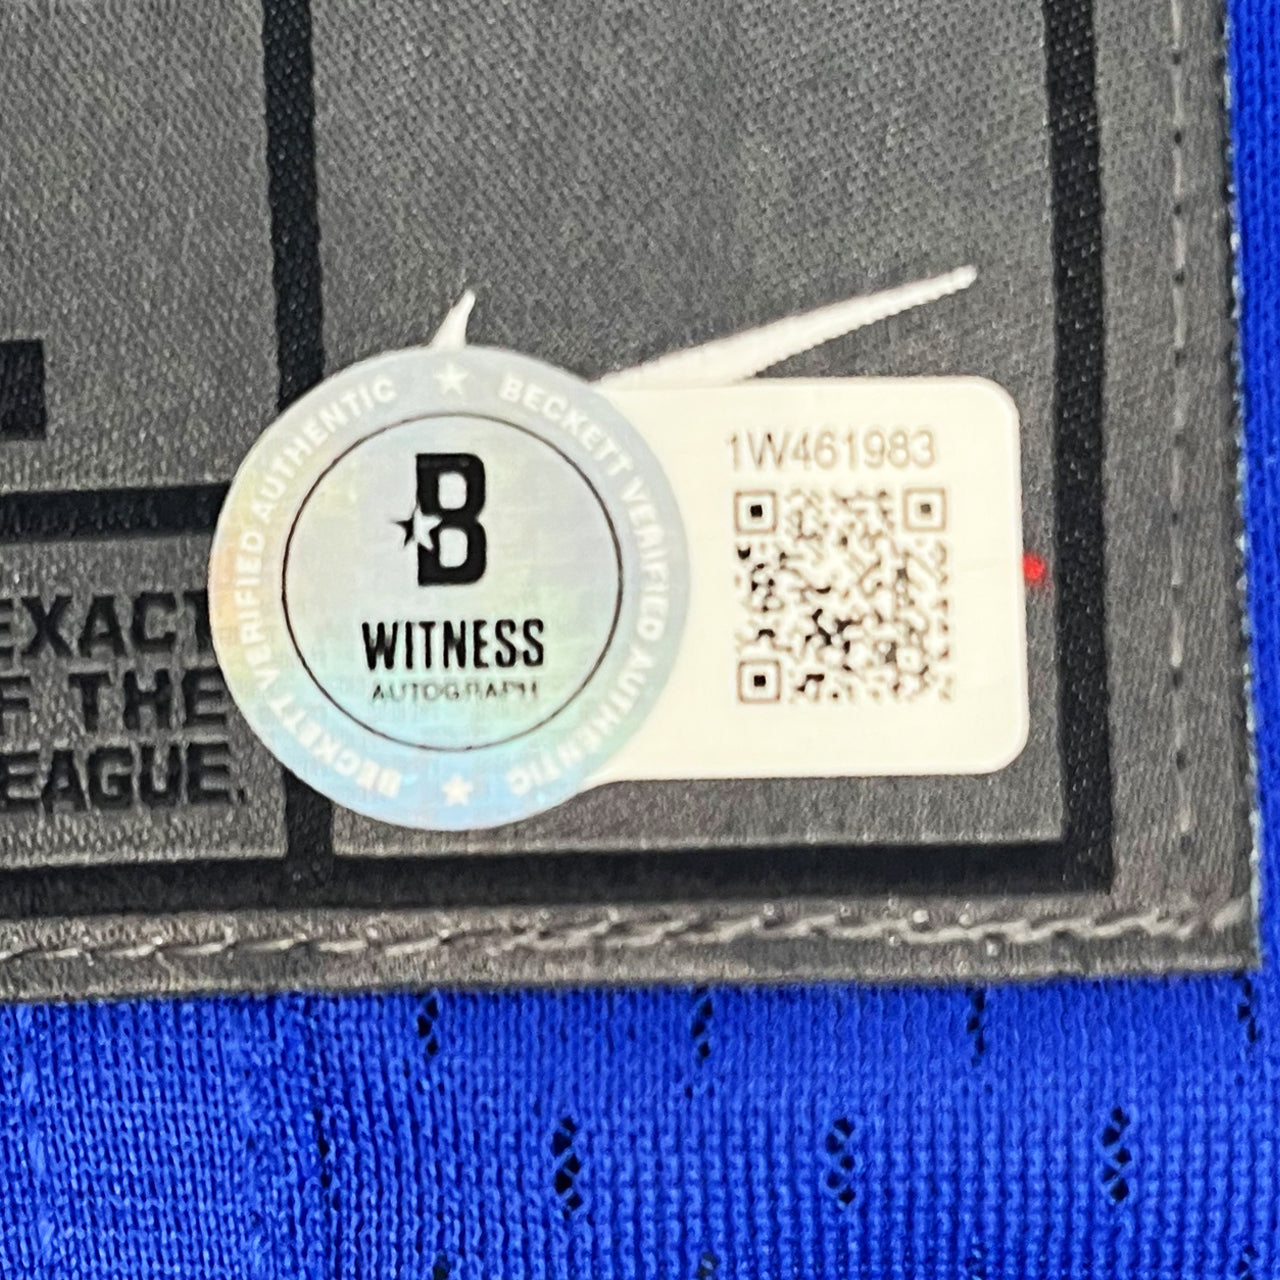 BECKETT VERIFIED AUTHENTIC ★ BECKETT VERIFIED AUTHENTIC ★
B
WITNESS
AUTOGRAPH
1W461983
EXACT
F THE
EAGUE.